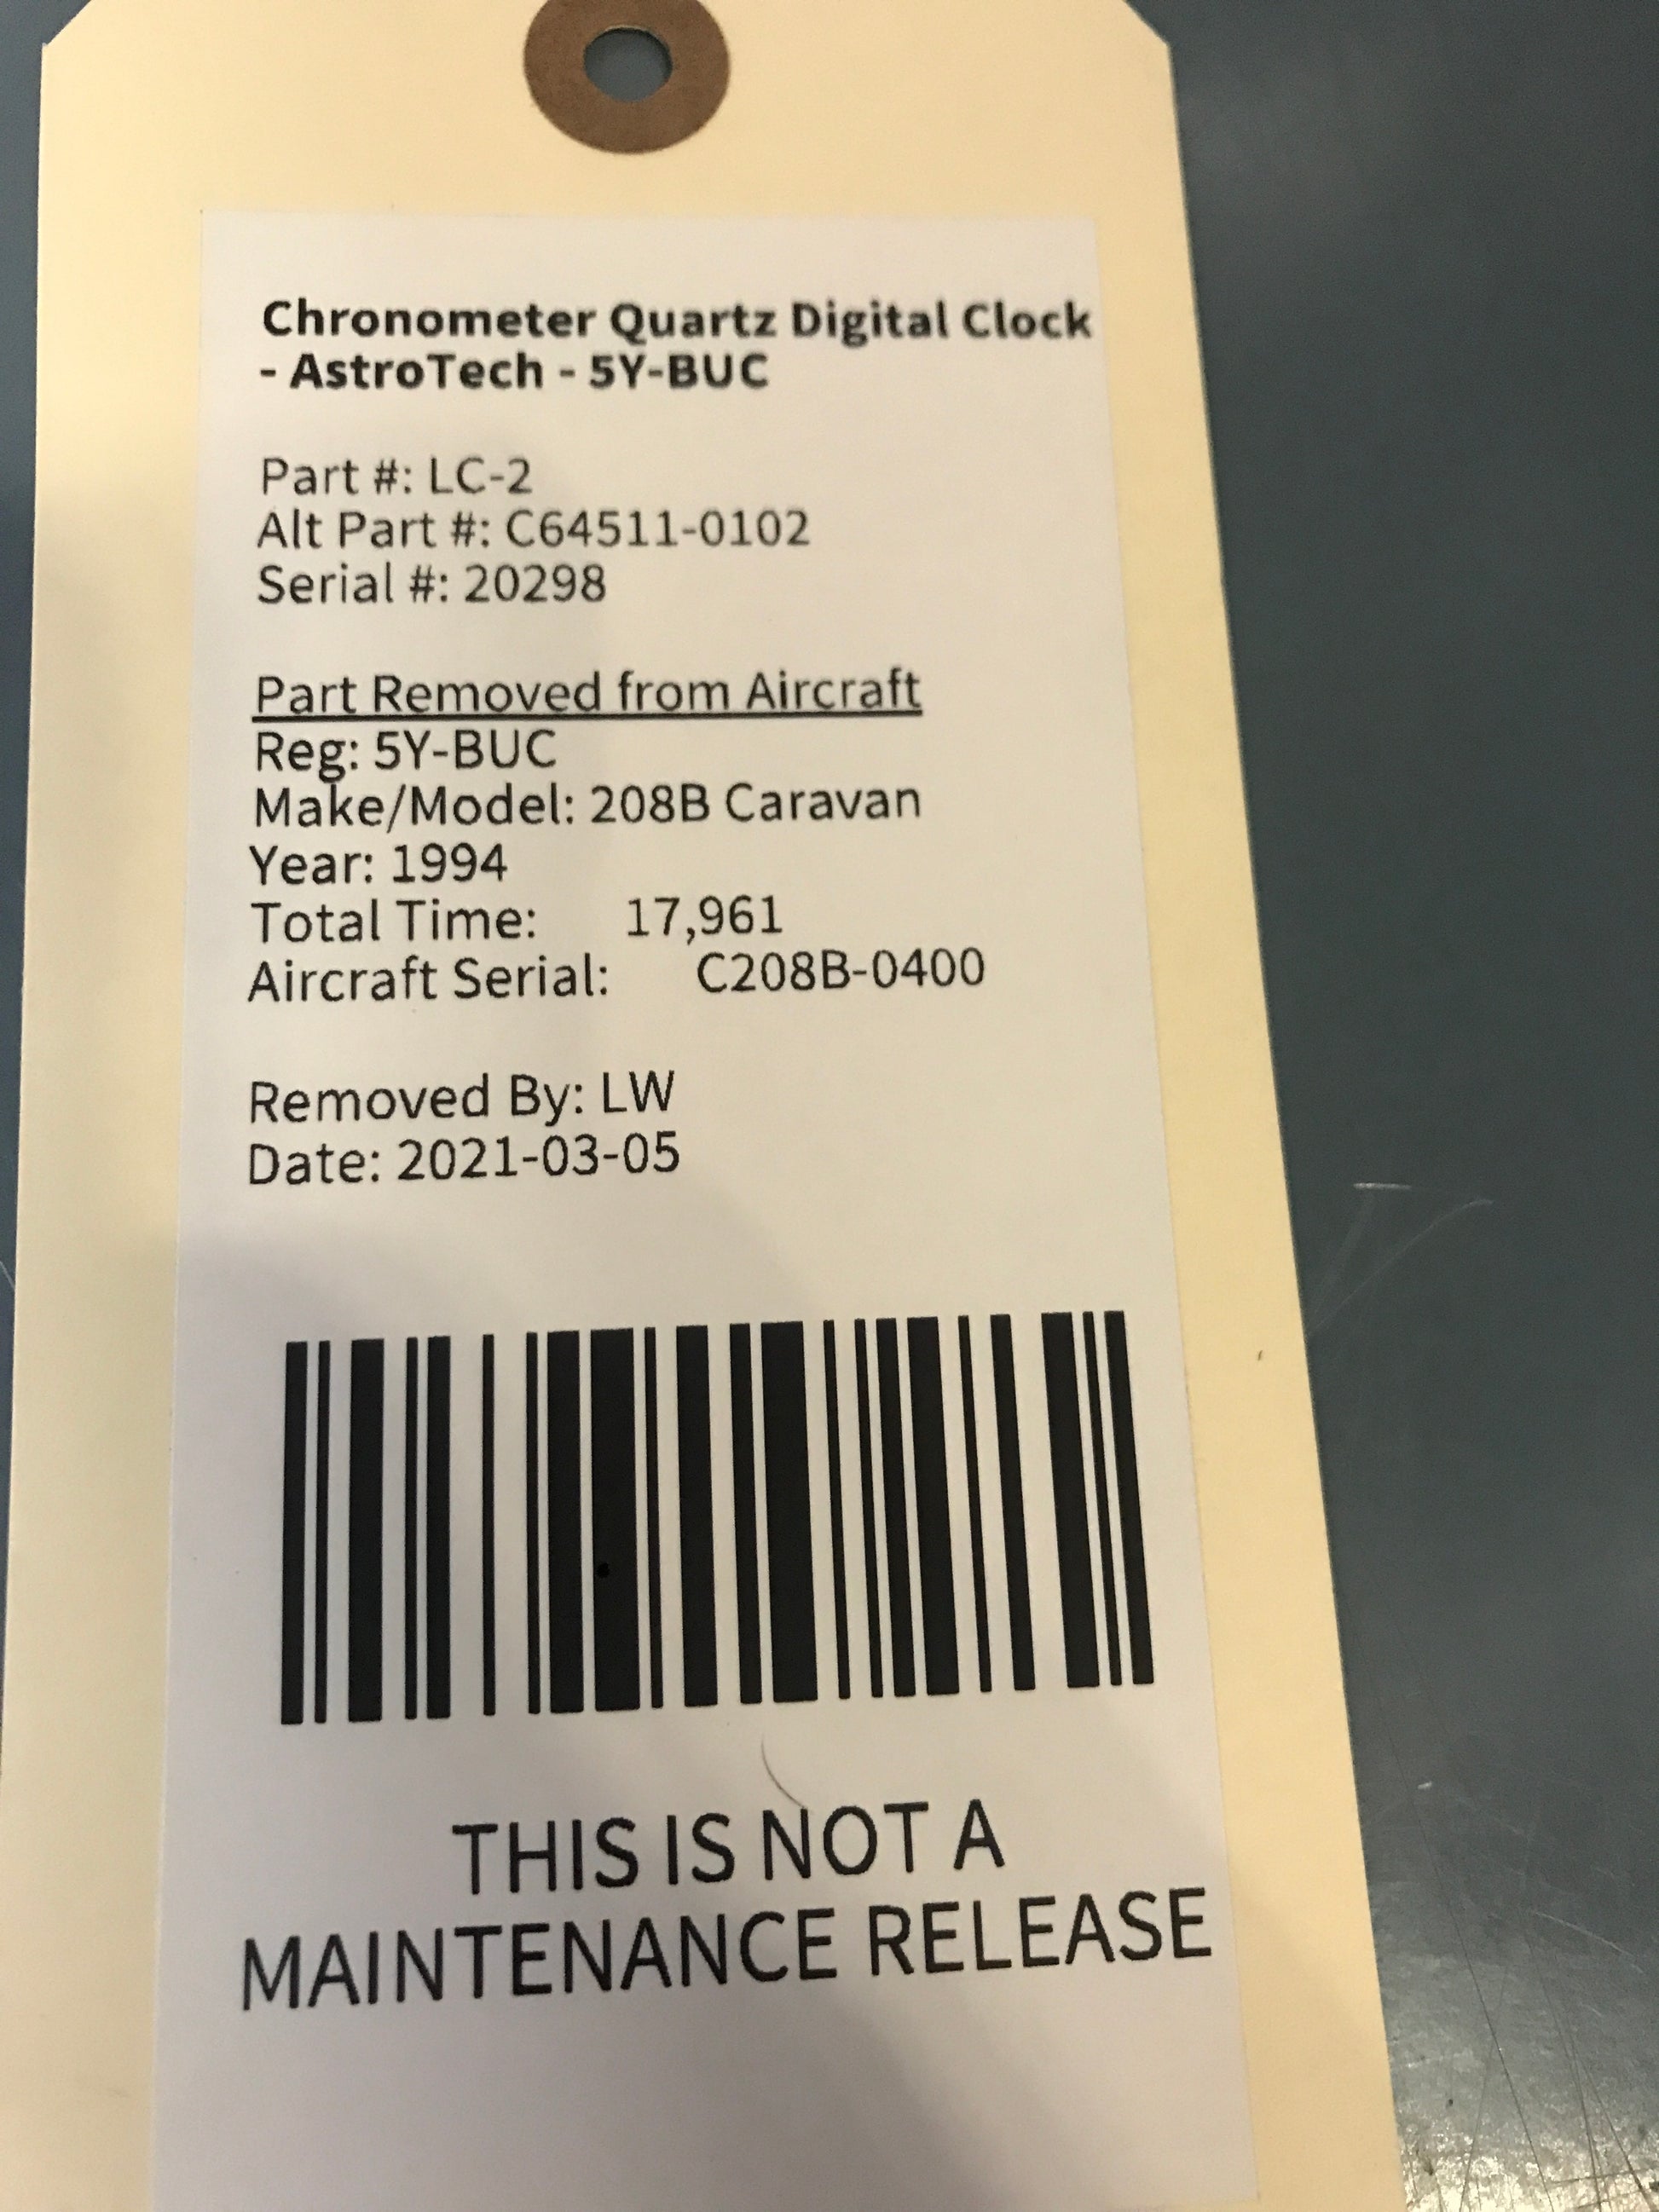 Chronometer Quartz Digital Clock
- AstroTech - 5Y-BUC
Part #: LC-2
Alt Part #: C64511-0102
Serial #: 20298
Part Removed from Aircraft
Reg: 5Y-BUC
Make/Model: 208B Caravan
Year: 1994
Total Time: 17,961
Aircraft Serial: C208B-0400
Removed By: LW
Date: 2021-03-05
THIS IS NOT A
MAINTENANCE RELEASE